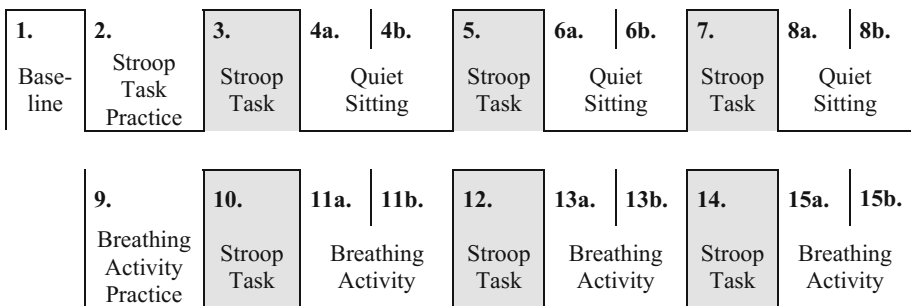 1. 2. 3. 4a. 4b. 5. 6a. 6b. 7. 8a. 8b.
Base-
line
Stroop
Task
Practice
Stroop
Task
Quiet
Sitting
Stroop
Task
Quiet
Sitting
Stroop
Task
Quiet
Sitting
9. 10. 11a. 11b. 12. 13a. 13b. 14. 15a. 15b.
Breathing
Activity
Practice
Stroop
Task
Breathing
Activity
Stroop
Task
Breathing
Activity
Stroop
Task
Breathing
Activity